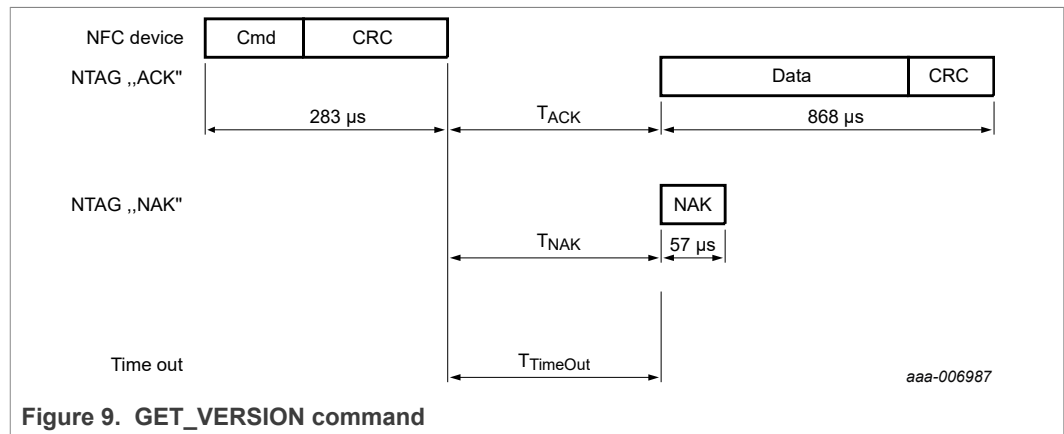 NFC device Cmd CRC
NTAG ,,ACK" Data CRC
283 µs TACK 868 µs
NTAG ,,NAK" NAK
TNAK 57 µs
Time out TTimeOut aaa-006987
Figure 9. GET_VERSION command